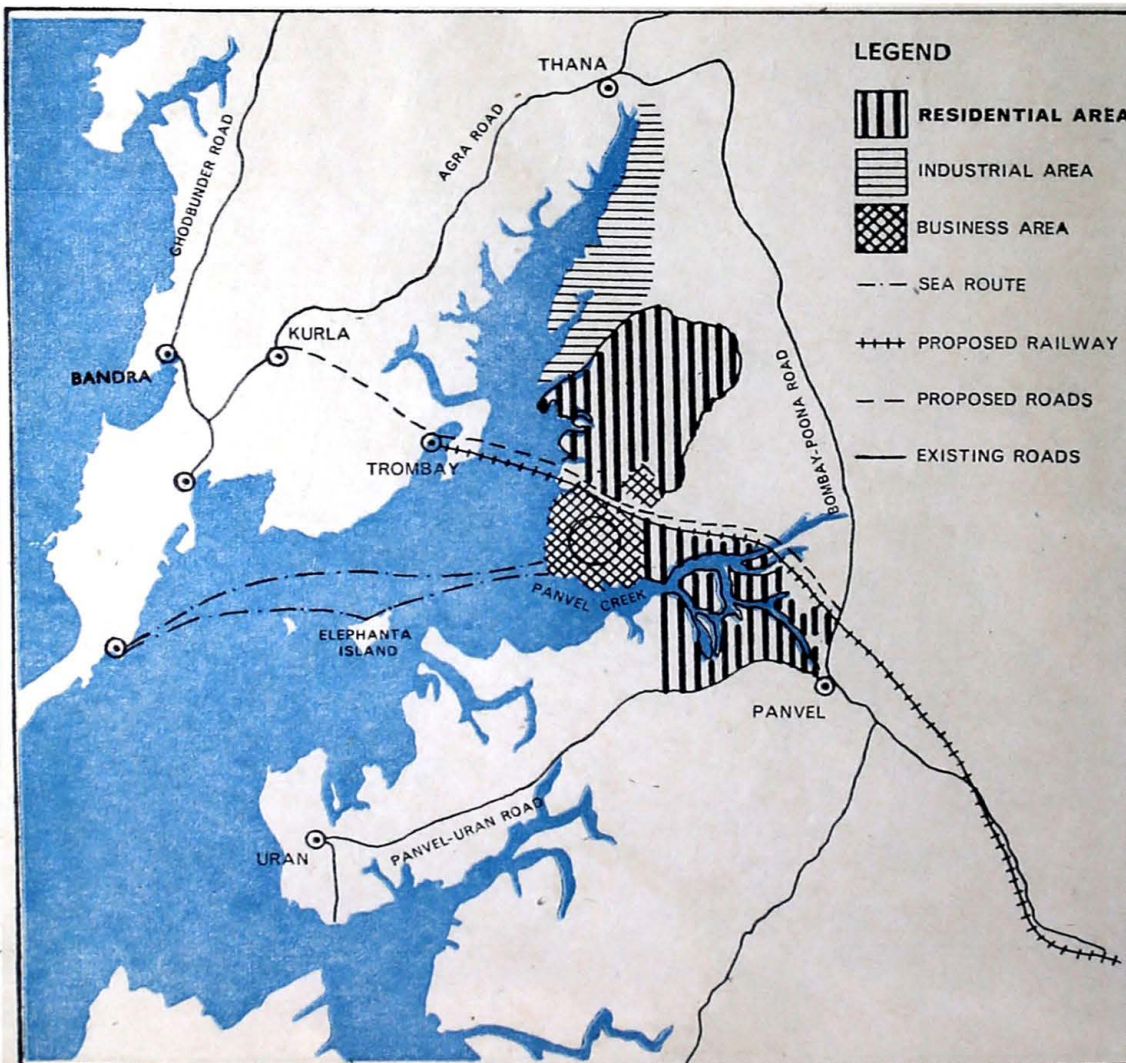 LEGEND
RESIDENTIAL AREA
INDUSTRIAL AREA
BUSINESS AREA
SEA ROUTE
PROPOSED RAILWAY
PROPOSED ROADS
EXISTING ROADS
THANA
AGRA ROAD
GHODBUNDER ROAD
KURLA
BANDRA
TROMBAY
BOMBAY-POONA ROAD
PANVEL CREEK
ELEPHANTA
ISLAND
PANVEL
PANVEL-URAN ROAD
URAN